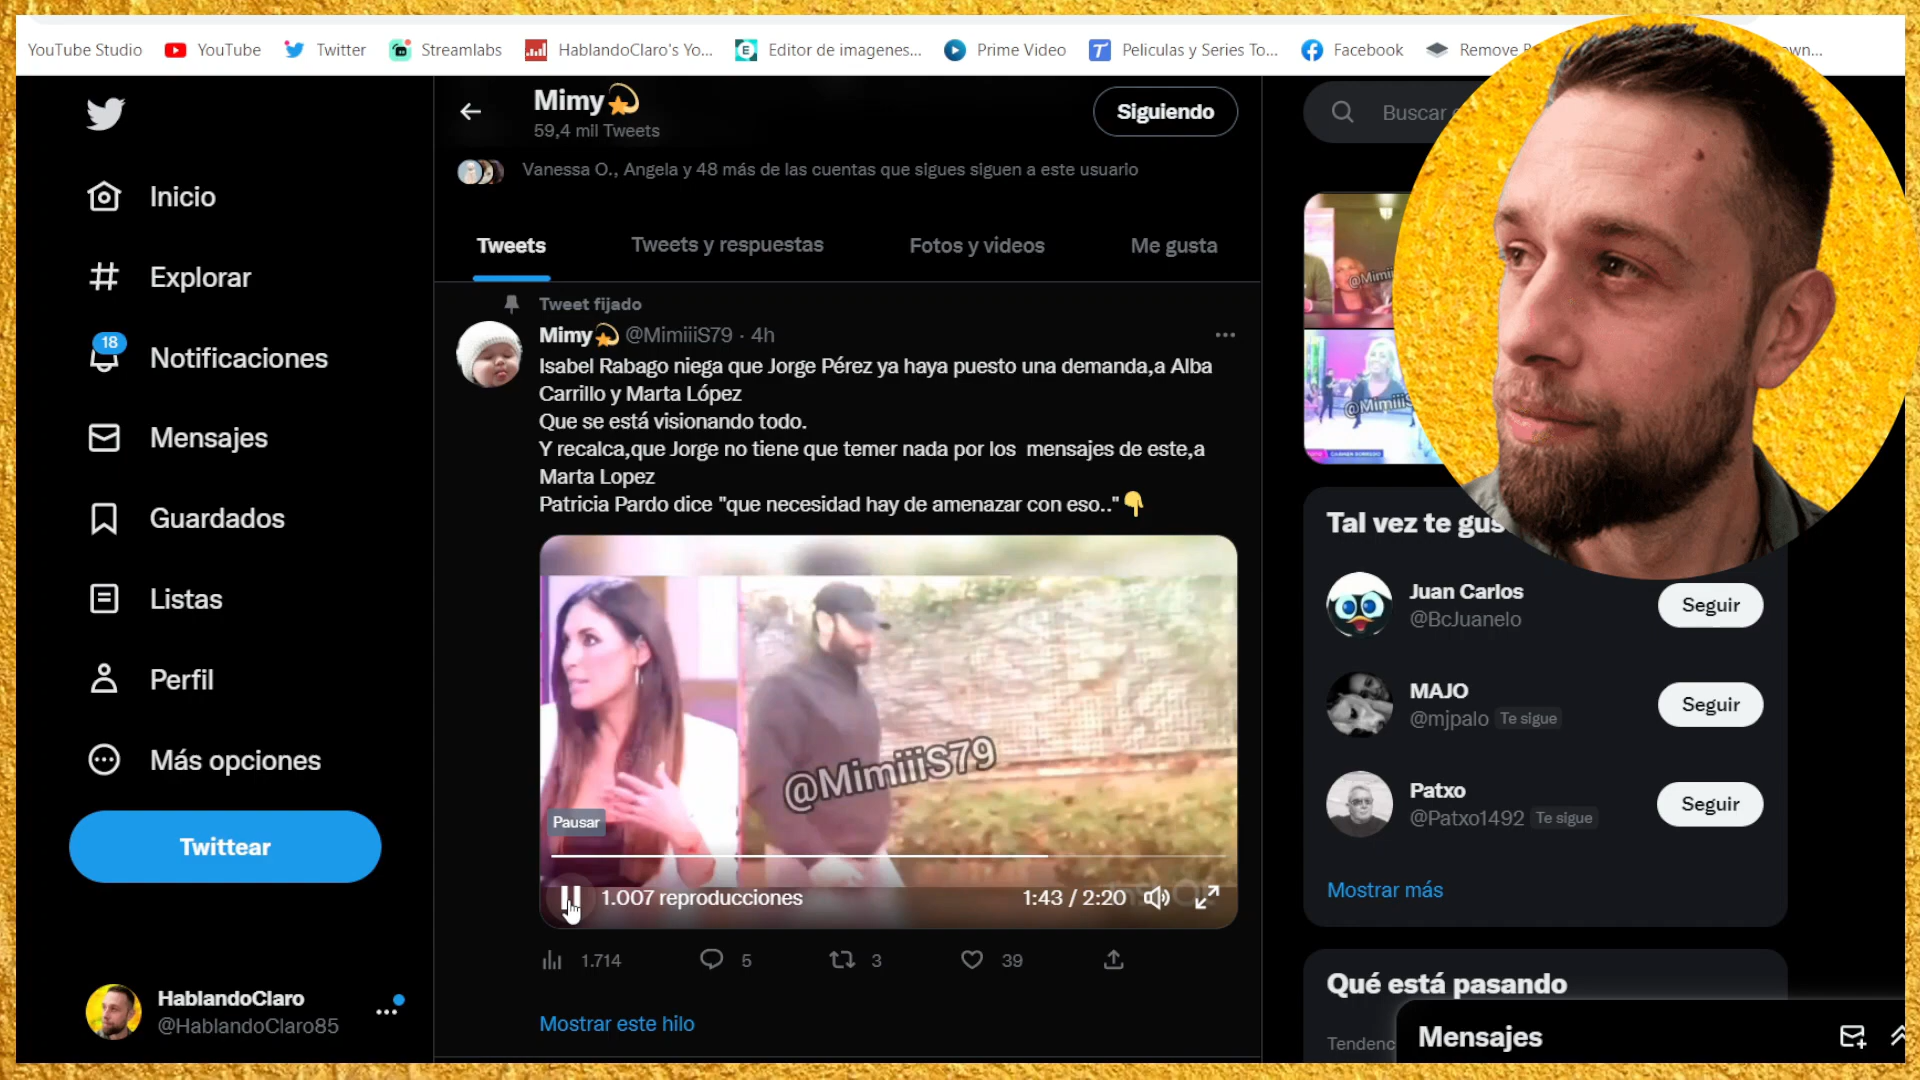 YouTube Studio
YouTube
Twitter
Streamlabs
HablandoClaro's Yo...
Editor de imagenes...
Prime Video
Peliculas y Series To...
Facebook
Remove
own...
Mimy
59,4 mil Tweets
Siguiendo
Buscar
Vanessa O., Angela y 48 más de las cuentas que sigues siguen a este usuario
Tweets
Tweets y respuestas
Fotos y videos
Me gusta
Inicio
Explorar
18
Notificaciones
Mensajes
Guardados
Listas
Perfil
Más opciones
Twittear
HablandoClaro
@HablandoClaro85
Tweet fijado
Mimy @MimiiiS79 · 4h
Isabel Rabago niega que Jorge Pérez ya haya puesto una demanda,a Alba
Carrillo y Marta López
Que se está visionando todo.
Y recalca,que Jorge no tiene que temer nada por los mensajes de este,a
Marta Lopez
Patricia Pardo dice "que necesidad hay de amenazar con eso.."
@MimiiiS79
Pausar
1.007 reproducciones
1:43 / 2:20
1.714
5
3
39
Mostrar este hilo
@Mimii
@MimiiiS
Tal vez te gus
Juan Carlos
@BcJuanelo
Seguir
MAJO
@mjpalo Te sigue
Seguir
Patxo
@Patxo1492 Te sigue
Seguir
Mostrar más
Qué está pasando
Tendenc
Mensajes